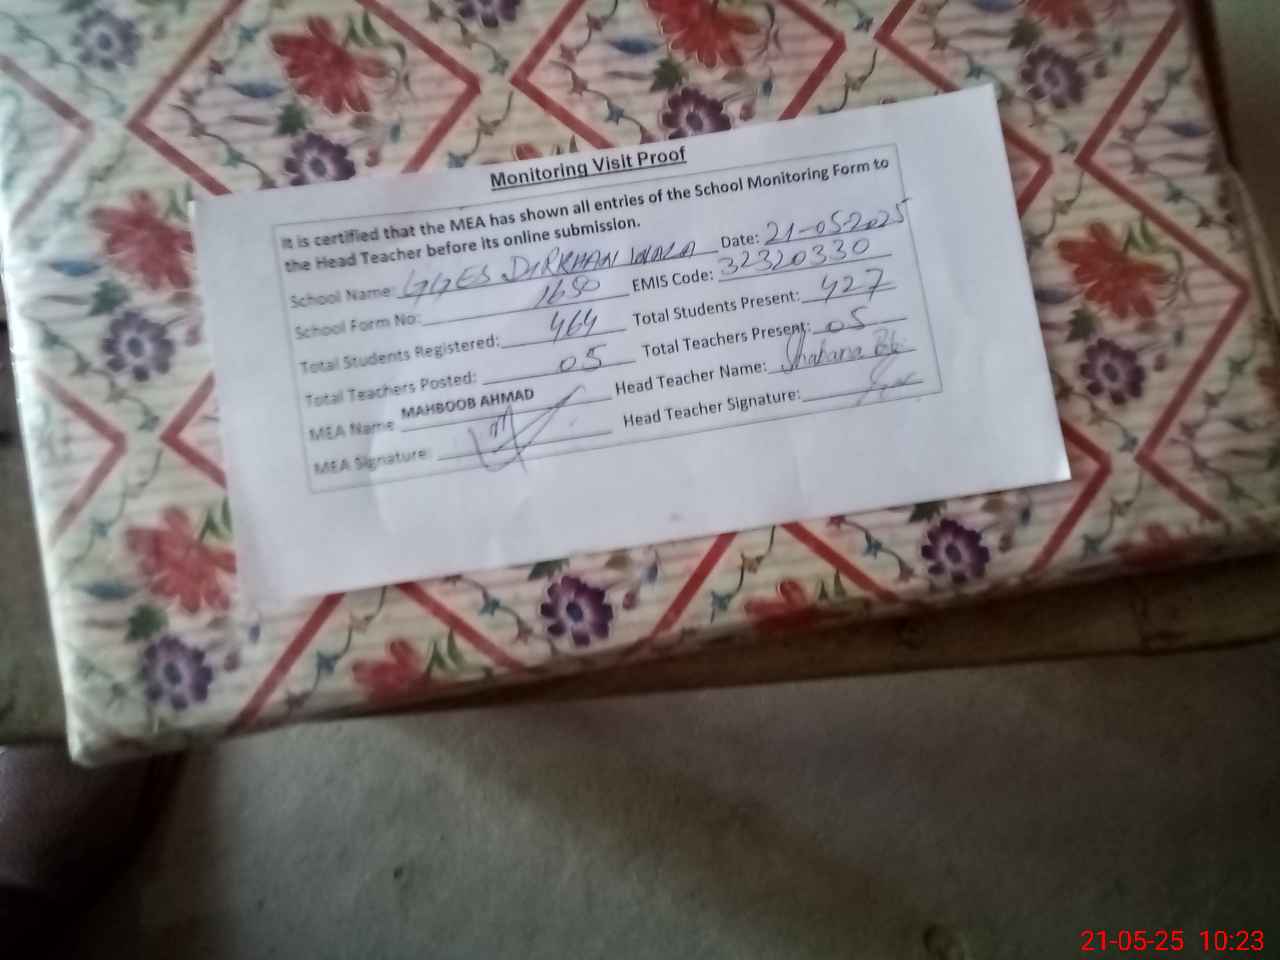 Monitoring Visit Proof
It is certified that the MEA has shown all entries of the School Monitoring Form to
the Head Teacher before its online submission.
School Name: GGES DIRKHAN WALA Date: 21-05-2025
School Form No: 1650 EMIS Code: 32320330
Total Students Registered: 464 Total Students Present: 427
Total Teachers Posted: 05 Total Teachers Present: 05
MEA Name MAHBOOB AHMAD Head Teacher Name: Shabana Bibi
MEA Signature: Head Teacher Signature:
21-05-25 10:23